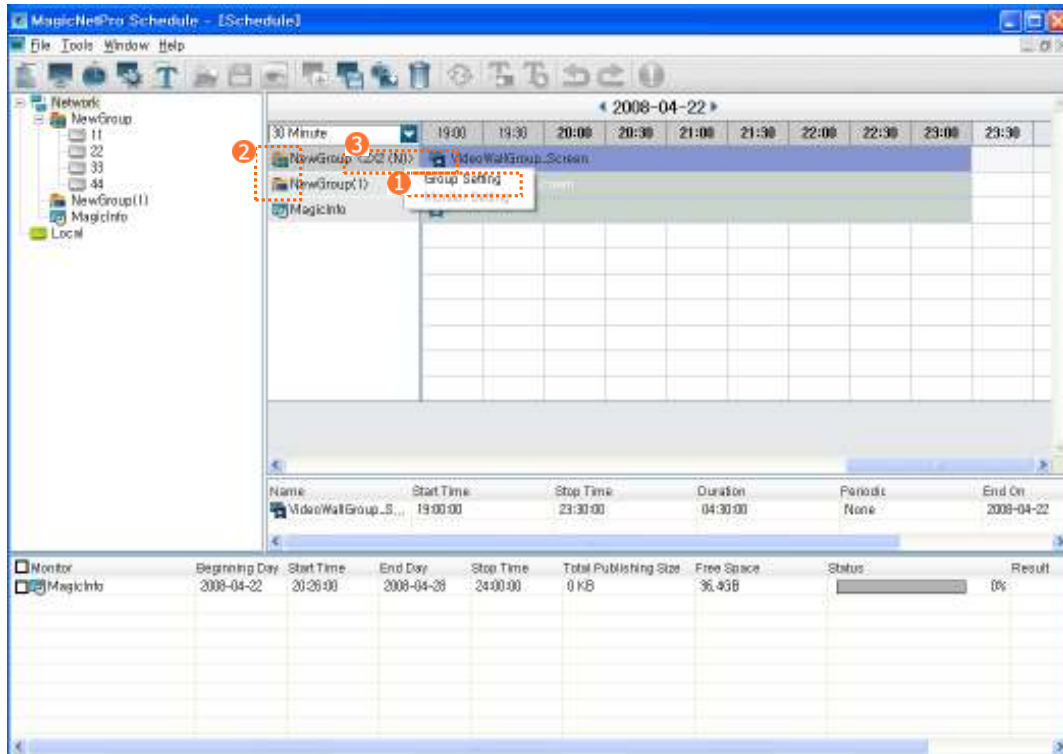 MagicNetPro Schedule - [Schedule]
File Tools Window Help
Network
NewGroup
11
22
33
44
NewGroup(1)
MagicInfo
Local
2008-04-22
30 Minute 19:00 19:30 20:00 20:30 21:00 21:30 22:00 22:30 23:00 23:30
2 3
NewGroup <2X2 (N)> VideoWallGroup_Screen
NewGroup(1) 1 Group Setting
MagicInfo
Name Start Time Stop Time Duration Periodic End On
VideoWallGroup_S... 19:00:00 23:30:00 04:30:00 None 2008-04-22
Monitor Beginning Day Start Time End Day Stop Time Total Publishing Size Free Space Status Result
MagicInfo 2008-04-22 20:26:00 2008-04-28 24:00:00 0 KB 36.4GB 0%